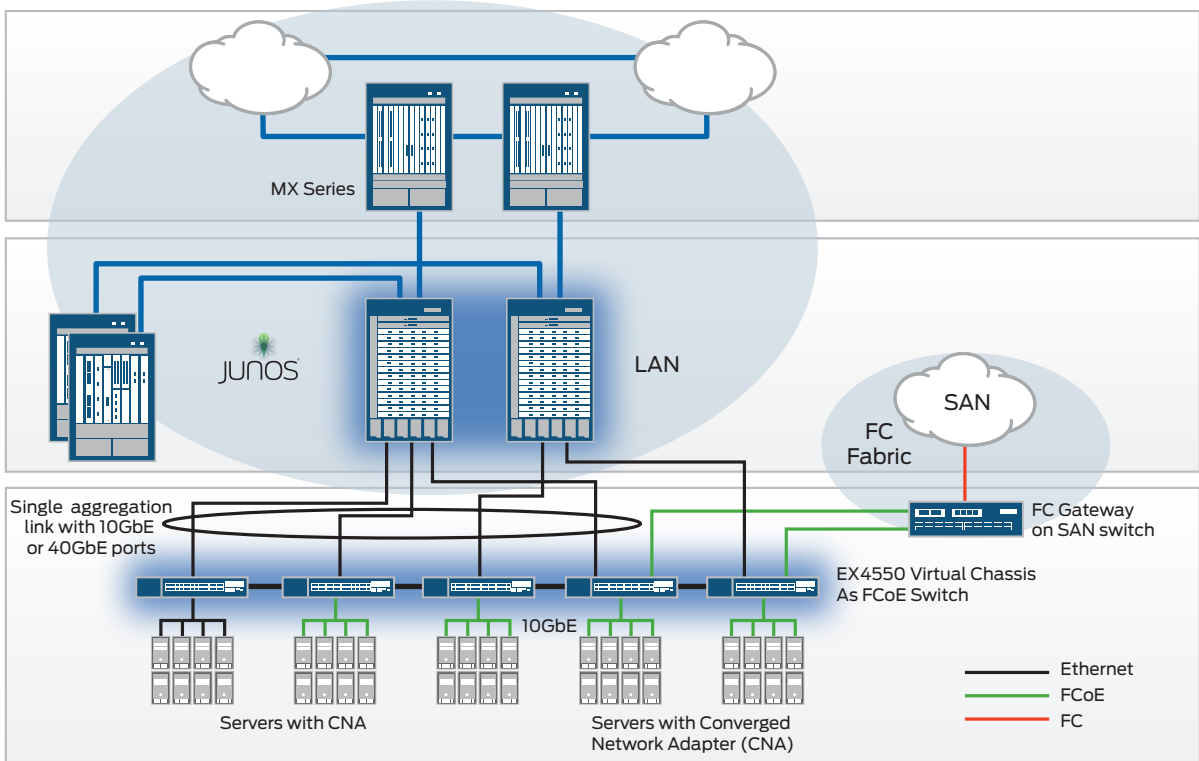 MX Series
JUNOS
LAN
SAN
FC
Fabric
Single aggregation
link with 10GbE
or 40GbE ports
FC Gateway
on SAN switch
EX4550 Virtual Chassis
As FCoE Switch
10GbE
Servers with CNA
Servers with Converged
Network Adapter (CNA)
Ethernet
FCoE
FC